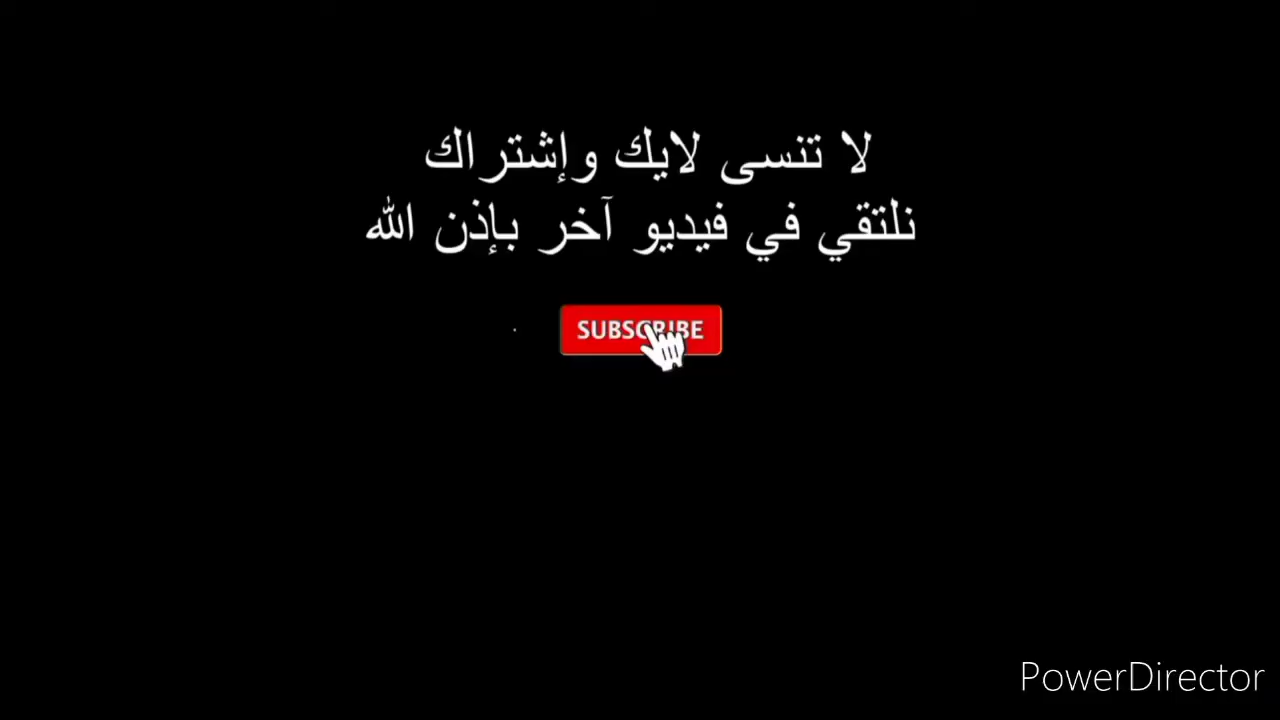 لا تنسى لايك وإشتراك
نلتقي في فيديو آخر بإذن الله
SUBSCRIBE
PowerDirector